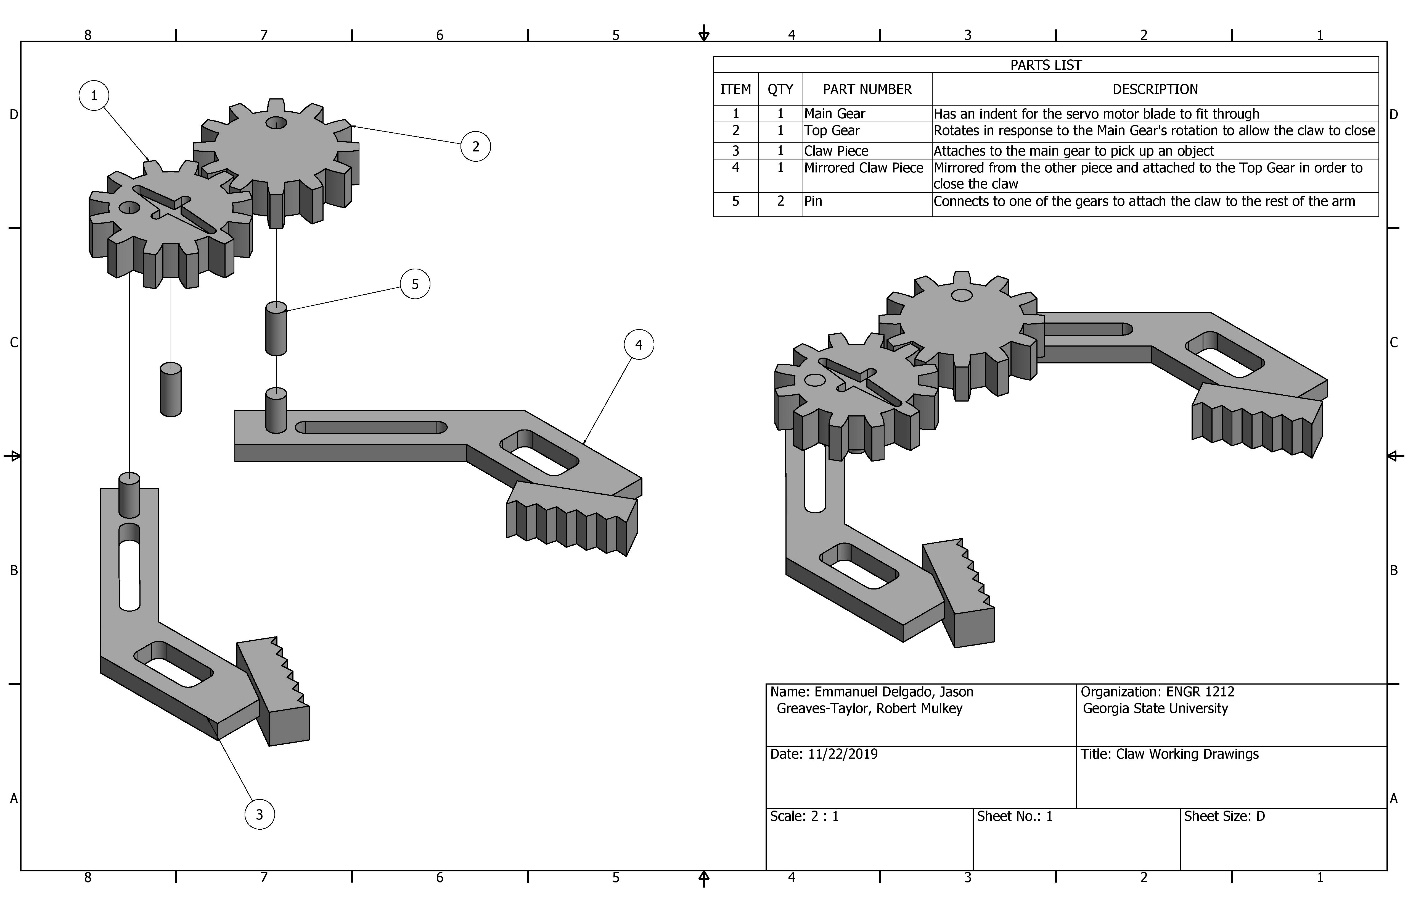 8 7 6 5 4 3 2 1
D D
C C
B B
A A
1
2
5
4
3
PARTS LIST
ITEM QTY PART NUMBER DESCRIPTION
1 1 Main Gear Has an indent for the servo motor blade to fit through
2 1 Top Gear Rotates in response to the Main Gear's rotation to allow the claw to close
3 1 Claw Piece Attaches to the main gear to pick up an object
4 1 Mirrored Claw Piece Mirrored from the other piece and attached to the Top Gear in order to
close the claw
5 2 Pin Connects to one of the gears to attach the claw to the rest of the arm
Name: Emmanuel Delgado, Jason
Greaves-Taylor, Robert Mulkey
Organization: ENGR 1212
Georgia State University
Date: 11/22/2019
Title: Claw Working Drawings
Scale: 2 : 1
Sheet No.: 1
Sheet Size: D
8 7 6 5 4 3 2 1